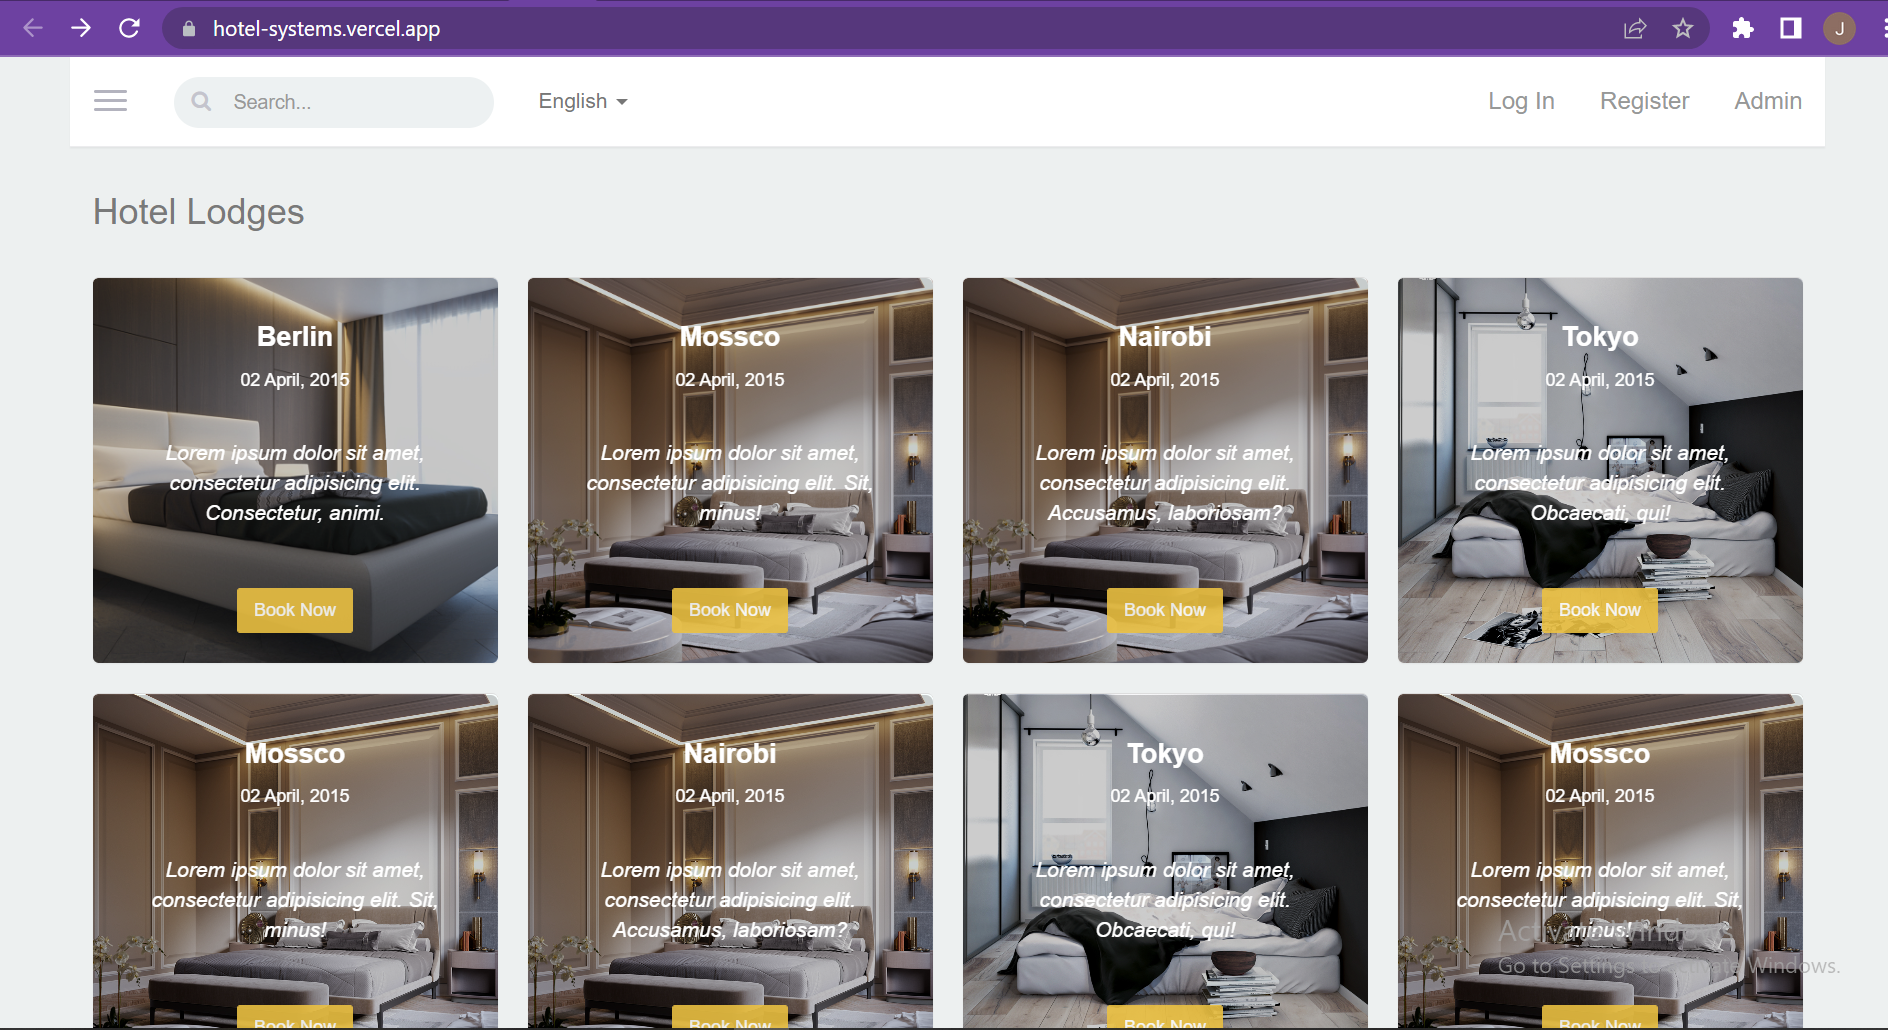 hotel-systems.vercel.app
J
Search...
English
Log In
Register
Admin
Hotel Lodges
Berlin
02 April, 2015
Lorem ipsum dolor sit amet,
consectetur adipisicing elit.
Consectetur, animi.
Book Now
Mossco
02 April, 2015
Lorem ipsum dolor sit amet,
consectetur adipisicing elit. Sit,
minus!
Book Now
Nairobi
02 April, 2015
Lorem ipsum dolor sit amet,
consectetur adipisicing elit.
Accusamus, laboriosam?
Book Now
Tokyo
02 April, 2015
Lorem ipsum dolor sit amet,
consectetur adipisicing elit.
Obcaecati, qui!
Book Now
Mossco
02 April, 2015
Lorem ipsum dolor sit amet,
consectetur adipisicing elit. Sit,
minus!
Book Now
Nairobi
02 April, 2015
Lorem ipsum dolor sit amet,
consectetur adipisicing elit.
Accusamus, laboriosam?
Book Now
Tokyo
02 April, 2015
Lorem ipsum dolor sit amet,
consectetur adipisicing elit.
Obcaecati, qui!
Book Now
Mossco
02 April, 2015
Lorem ipsum dolor sit amet,
consectetur adipisicing elit. Sit,
minus!
Book Now
Activate Windows
Go to Settings to activate Windows.